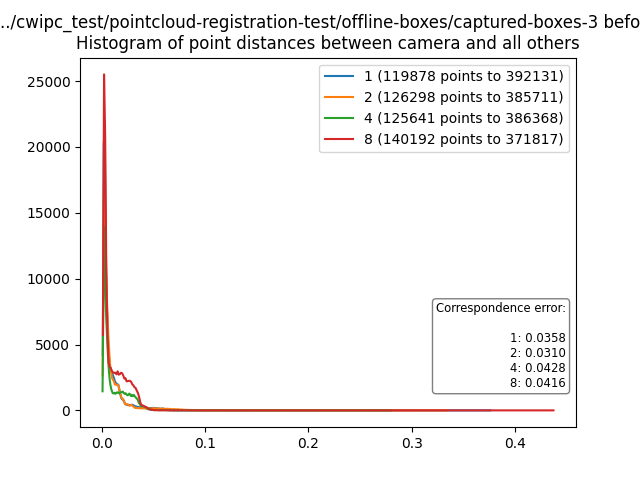 ../cwipc_test/pointcloud-registration-test/offline-boxes/captured-boxes-3 befo
Histogram of point distances between camera and all others
25000
20000
15000
10000
5000
0
1 (119878 points to 392131)
2 (126298 points to 385711)
4 (125641 points to 386368)
8 (140192 points to 371817)
Correspondence error:
1: 0.0358
2: 0.0310
4: 0.0428
8: 0.0416
0.0 0.1 0.2 0.3 0.4